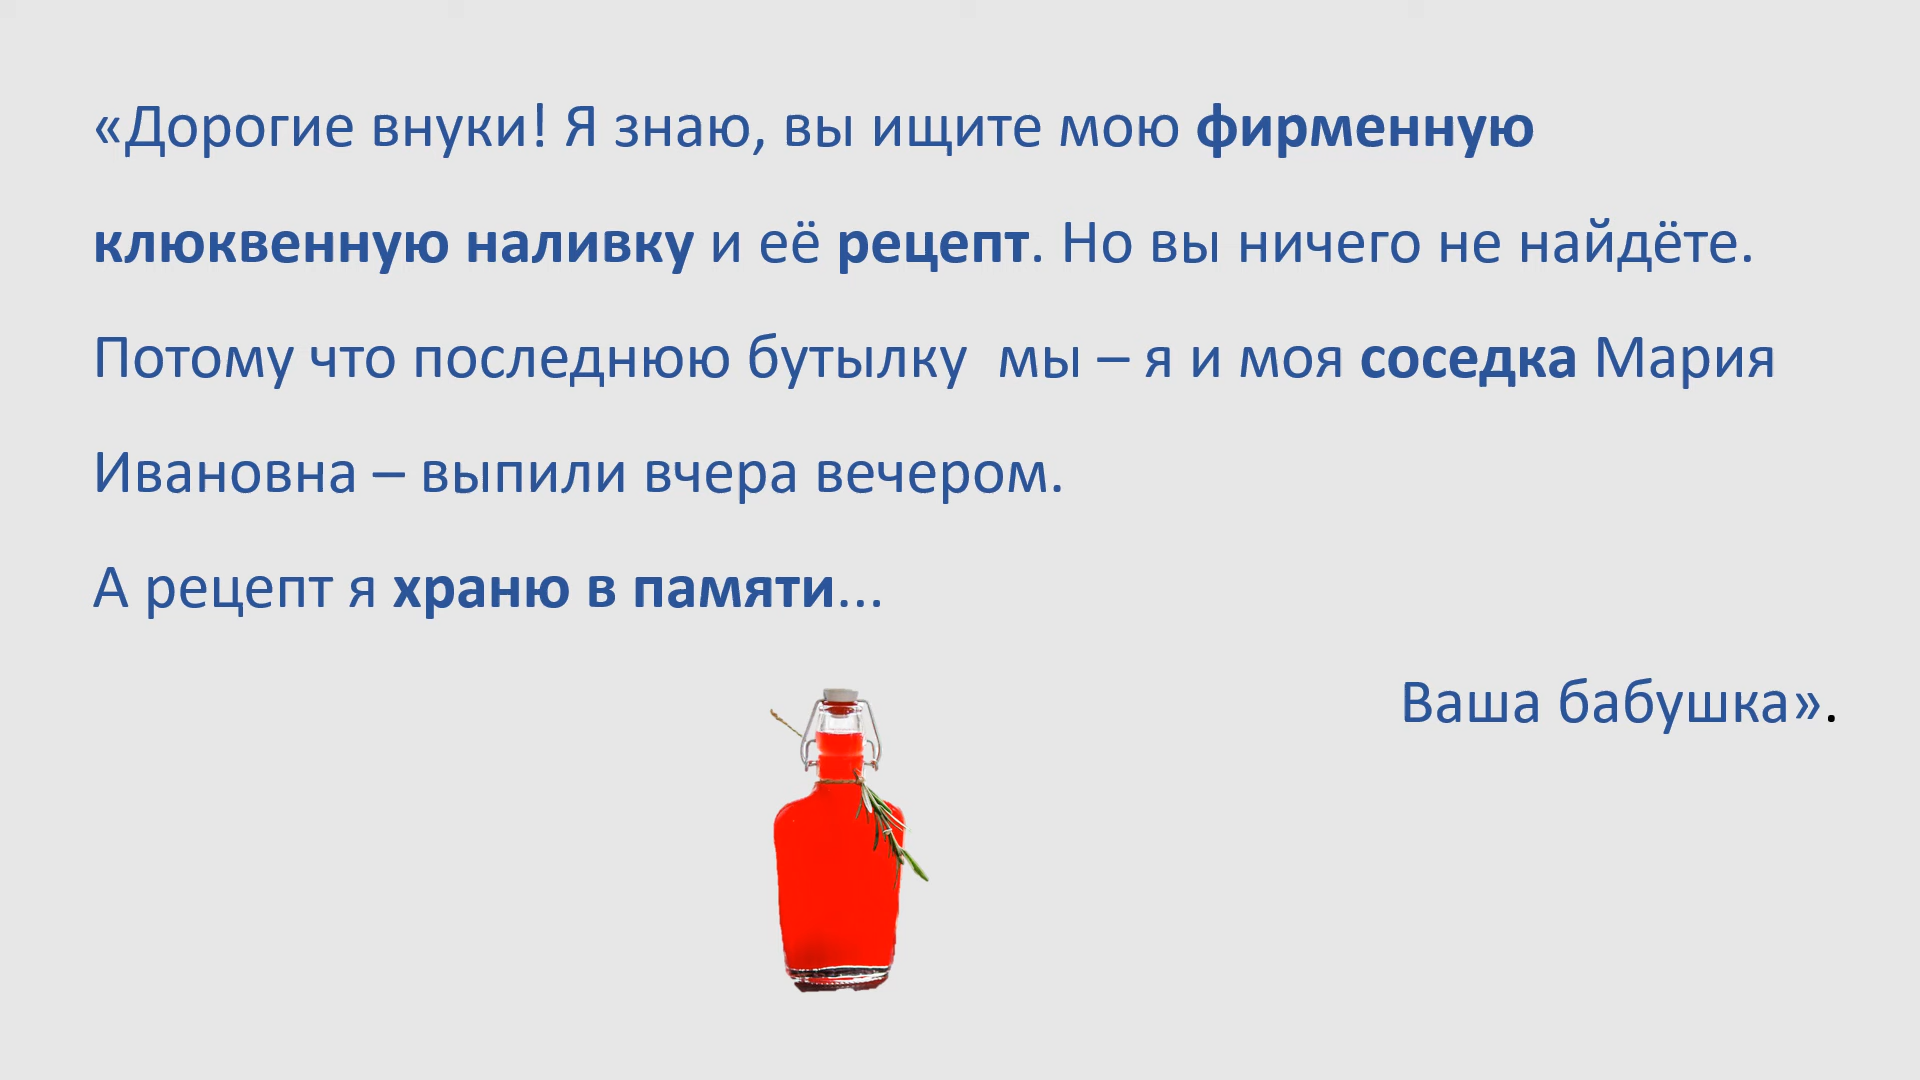 «Дорогие внуки! Я знаю, вы ищите мою фирменную
клюквенную наливку и её рецепт. Но вы ничего не найдёте.
Потому что последнюю бутылку  мы – я и моя соседка Мария
Ивановна – выпили вчера вечером.
А рецепт я храню в памяти...
Ваша бабушка».